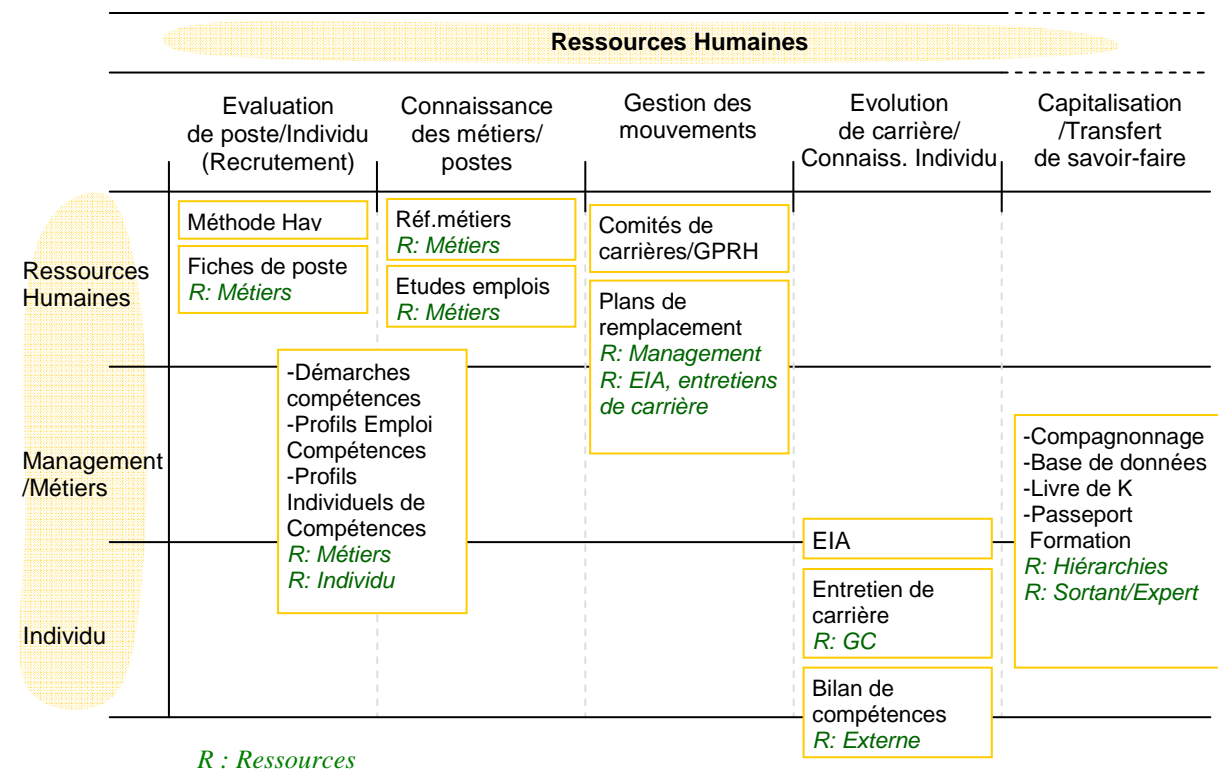 Ressources Humaines
Evaluation
de poste/Individu
(Recrutement)
Connaissance
des métiers/
postes
Gestion des
mouvements
Evolution
de carrière/
Connaiss. Individu
Capitalisation
/Transfert
de savoir-faire
Ressources
Humaines
Méthode Hay
Fiches de poste
R: Métiers
Réf.métiers
R: Métiers
Etudes emplois
R: Métiers
Comités de
carrières/GPRH
Plans de
remplacement
R: Management
R: EIA, entretiens
de carrière
-Démarches
compétences
-Profils Emploi
Compétences
-Profils
Individuels de
Compétences
R: Métiers
R: Individu
Management
/Métiers
-Compagnonnage
-Base de données
-Livre de K
-Passeport
Formation
R: Hiérarchies
R: Sortant/Expert
EIA
Entretien de
carrière
R: GC
Individu
Bilan de
compétences
R: Externe
R : Ressources